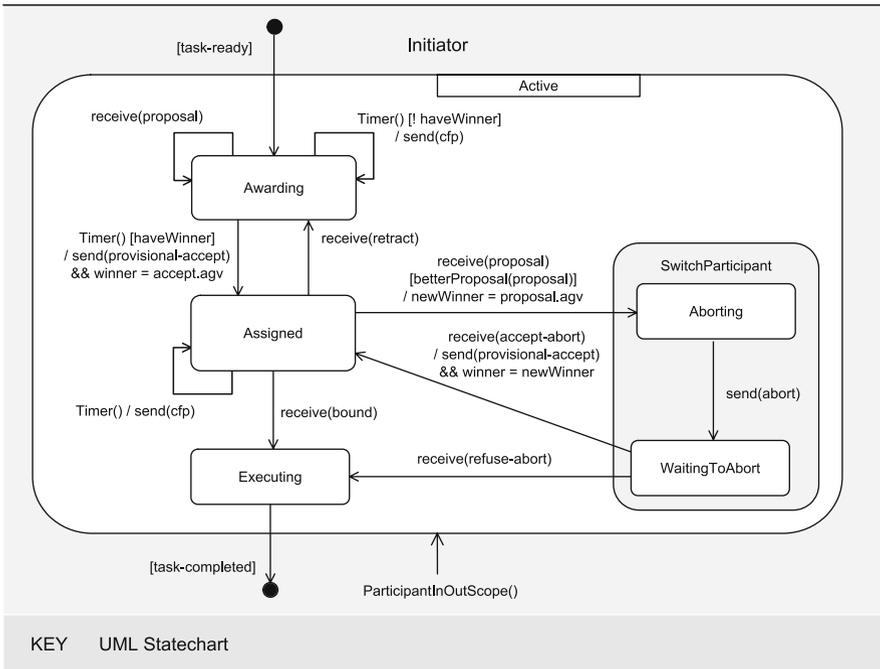 Initiator
[task-ready]
Active
receive(proposal)
Timer() [! haveWinner]
/ send(cfp)
Awarding
Timer() [haveWinner]
/ send(provisional-accept)
&& winner = accept.agv
receive(retract)
receive(proposal)
[betterProposal(proposal)]
/ newWinner = proposal.agv
SwitchParticipant
Aborting
Assigned
receive(accept-abort)
/ send(provisional-accept)
&& winner = newWinner
send(abort)
Timer() / send(cfp)
receive(bound)
receive(refuse-abort)
WaitingToAbort
Executing
[task-completed]
ParticipantInOutScope()
KEY UML Statechart